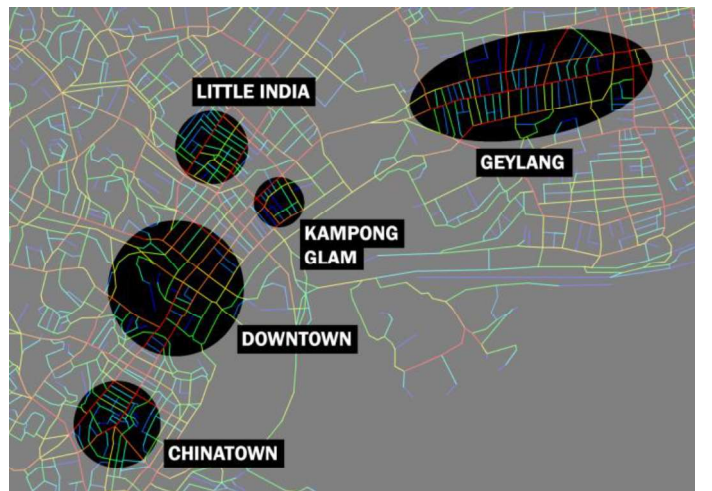 LITTLE INDIA
GEYLANG
KAMPONG
GLAM
DOWNTOWN
CHINATOWN